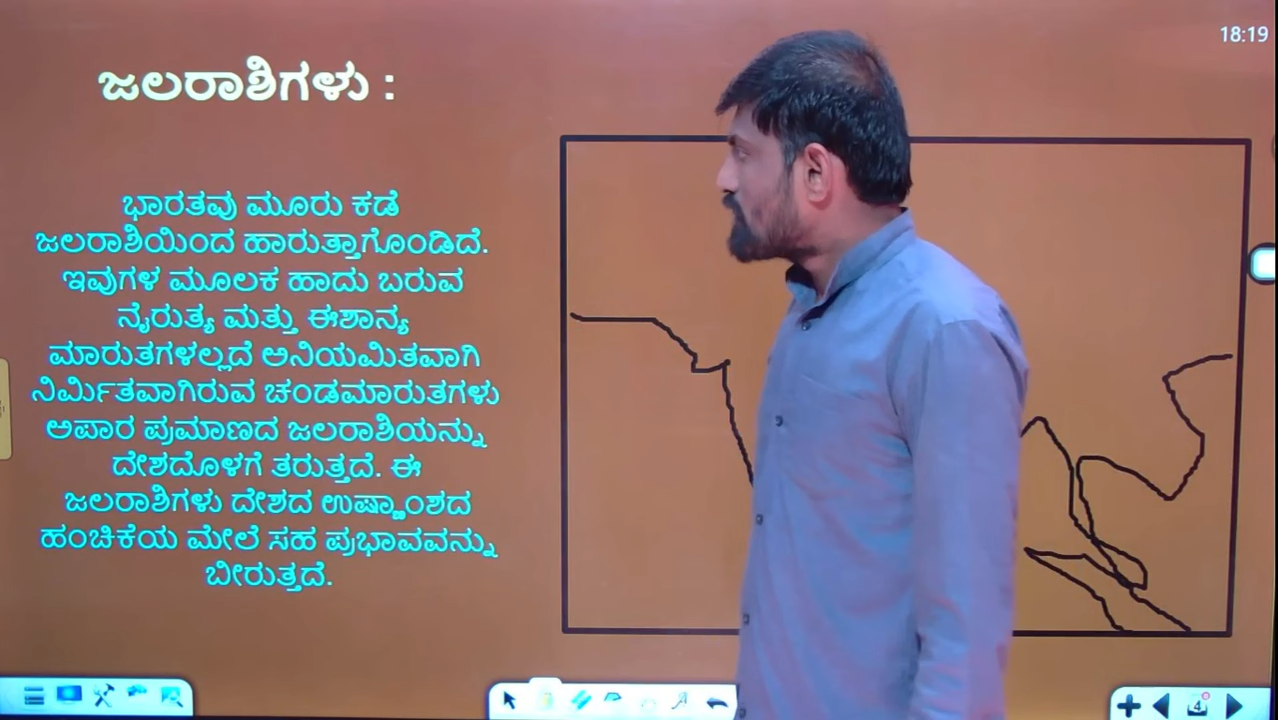 18:19
ಜಲರಾಶಿಗಳು :
ಭಾರತವು ಮೂರು ಕಡೆ
ಜಲರಾಶಿಯಿಂದ ಹಾರುತ್ತಾಗೊಂಡಿದೆ.
ಇವುಗಳ ಮೂಲಕ ಹಾದು ಬರುವ
ನೈರುತ್ಯ ಮತ್ತು ಈಶಾನ್ಯ
ಮಾರುತಗಳಲ್ಲದೆ ಅನಿಯಮಿತವಾಗಿ
ನಿರ್ಮಿತವಾಗಿರುವ ಚಂಡಮಾರುತಗಳು
ಅಪಾರ ಪ್ರಮಾಣದ ಜಲರಾಶಿಯನ್ನು
ದೇಶದೊಳಗೆ ತರುತ್ತದೆ. ಈ
ಜಲರಾಶಿಗಳು ದೇಶದ ಉಷ್ಣಾಂಶದ
ಹಂಚಿಕೆಯ ಮೇಲೆ ಸಹ ಪ್ರಭಾವವನ್ನು
ಬೀರುತ್ತದೆ.
4